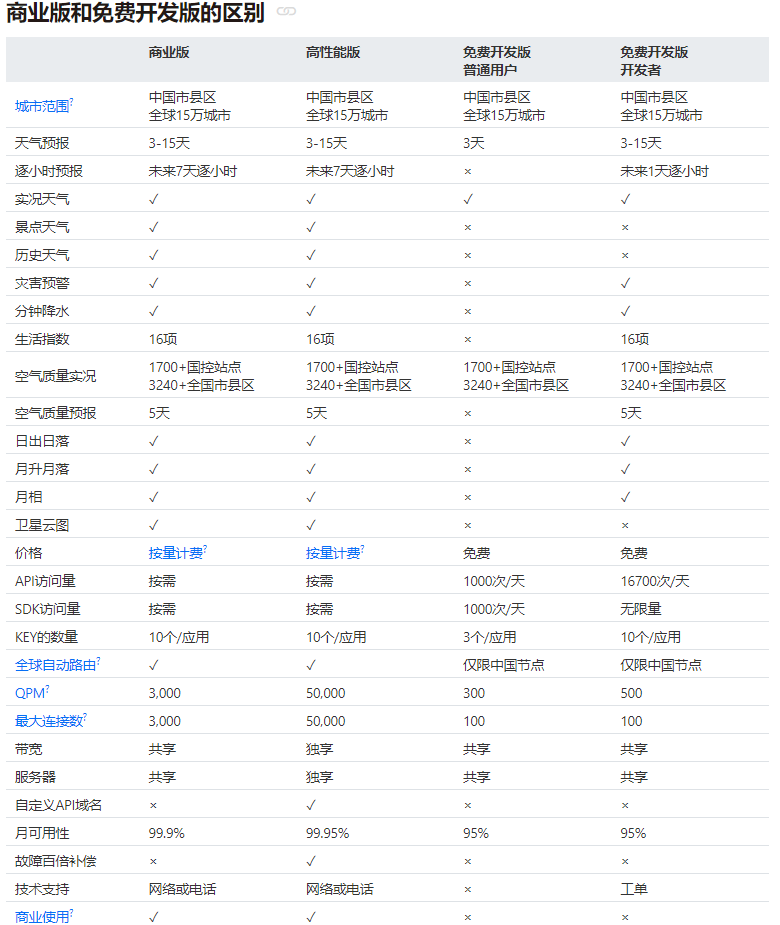 商业版和免费开发版的区别
商业版 高性能版 免费开发版 免费开发版
普通用户 开发者
城市范围? 中国市县区 中国市县区 中国市县区 中国市县区
全球15万城市 全球15万城市 全球15万城市 全球15万城市
天气预报 3-15天 3-15天 3天 3-15天
逐小时预报 未来7天逐小时 未来7天逐小时 × 未来1天逐小时
实况天气 ✓ ✓ ✓ ✓
景点天气 ✓ ✓ × ×
历史天气 ✓ ✓ × ×
灾害预警 ✓ ✓ × ✓
分钟降水 ✓ ✓ × ✓
生活指数 16项 16项 × 16项
空气质量实况 1700+国控站点 1700+国控站点 1700+国控站点 1700+国控站点
3240+全国市县区 3240+全国市县区 3240+全国市县区 3240+全国市县区
空气质量预报 5天 5天 × 5天
日出日落 ✓ ✓ × ✓
月升月落 ✓ ✓ × ✓
月相 ✓ ✓ × ✓
卫星云图 ✓ ✓ × ×
价格 按量计费? 按量计费? 免费 免费
API访问量 按需 按需 1000次/天 16700次/天
SDK访问量 按需 按需 1000次/天 无限量
KEY的数量 10个/应用 10个/应用 3个/应用 10个/应用
全球自动路由? ✓ ✓ 仅限中国节点 仅限中国节点
QPM? 3,000 50,000 300 500
最大连接数? 3,000 50,000 100 100
带宽 共享 独享 共享 共享
服务器 共享 独享 共享 共享
自定义API域名 × ✓ × ×
月可用性 99.9% 99.95% 95% 95%
故障百倍补偿 × ✓ × ×
技术支持 网络或电话 网络或电话 × 工单
商业使用? ✓ ✓ × ×